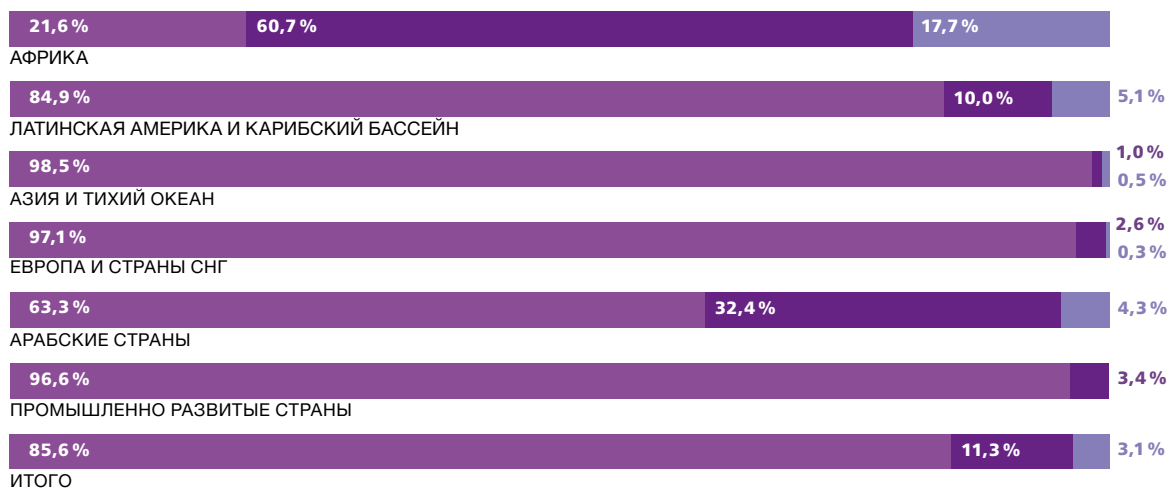 21,6 % 60,7 % 17,7 %
АФРИКА
84,9 % 10,0 % 5,1 %
ЛАТИНСКАЯ АМЕРИКА И КАРИБСКИЙ БАССЕЙН
98,5 % 1,0 %
0,5 %
АЗИЯ И ТИХИЙ ОКЕАН
97,1 % 2,6 %
0,3 %
ЕВРОПА И СТРАНЫ СНГ
63,3 % 32,4 % 4,3 %
АРАБСКИЕ СТРАНЫ
96,6 % 3,4 %
ПРОМЫШЛЕННО РАЗВИТЫЕ СТРАНЫ
85,6 % 11,3 % 3,1 %
ИТОГО